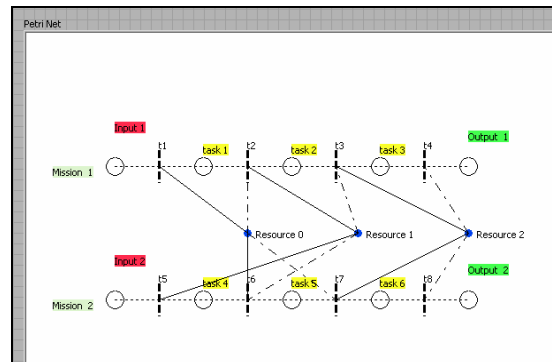 Petri Net
Input 1
t1
task 1
t2
task 2
t3
task 3
t4
Output 1
Mission 1
Resource 0
Resource 1
Resource 2
Input 2
t5
task 4
t6
task 5
t7
task 6
t8
Output 2
Mission 2